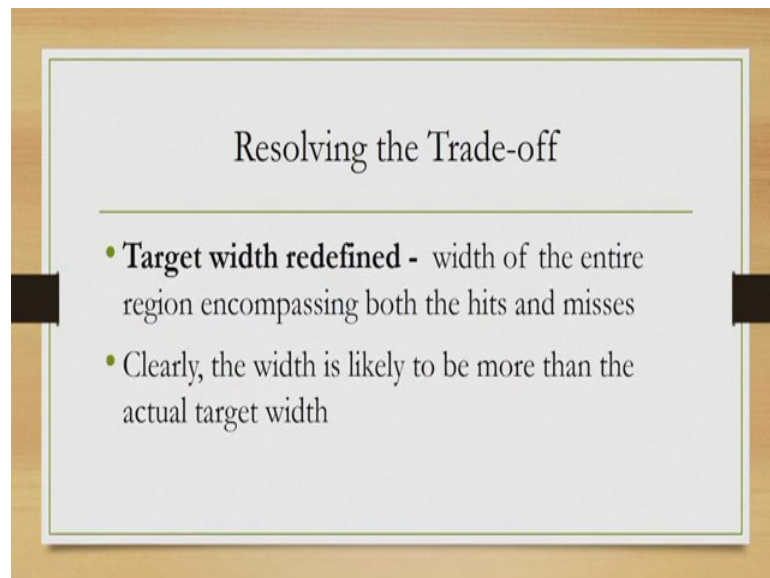 Resolving the Trade-off
• Target width redefined - width of the entire
region encompassing both the hits and misses
• Clearly, the width is likely to be more than the
actual target width